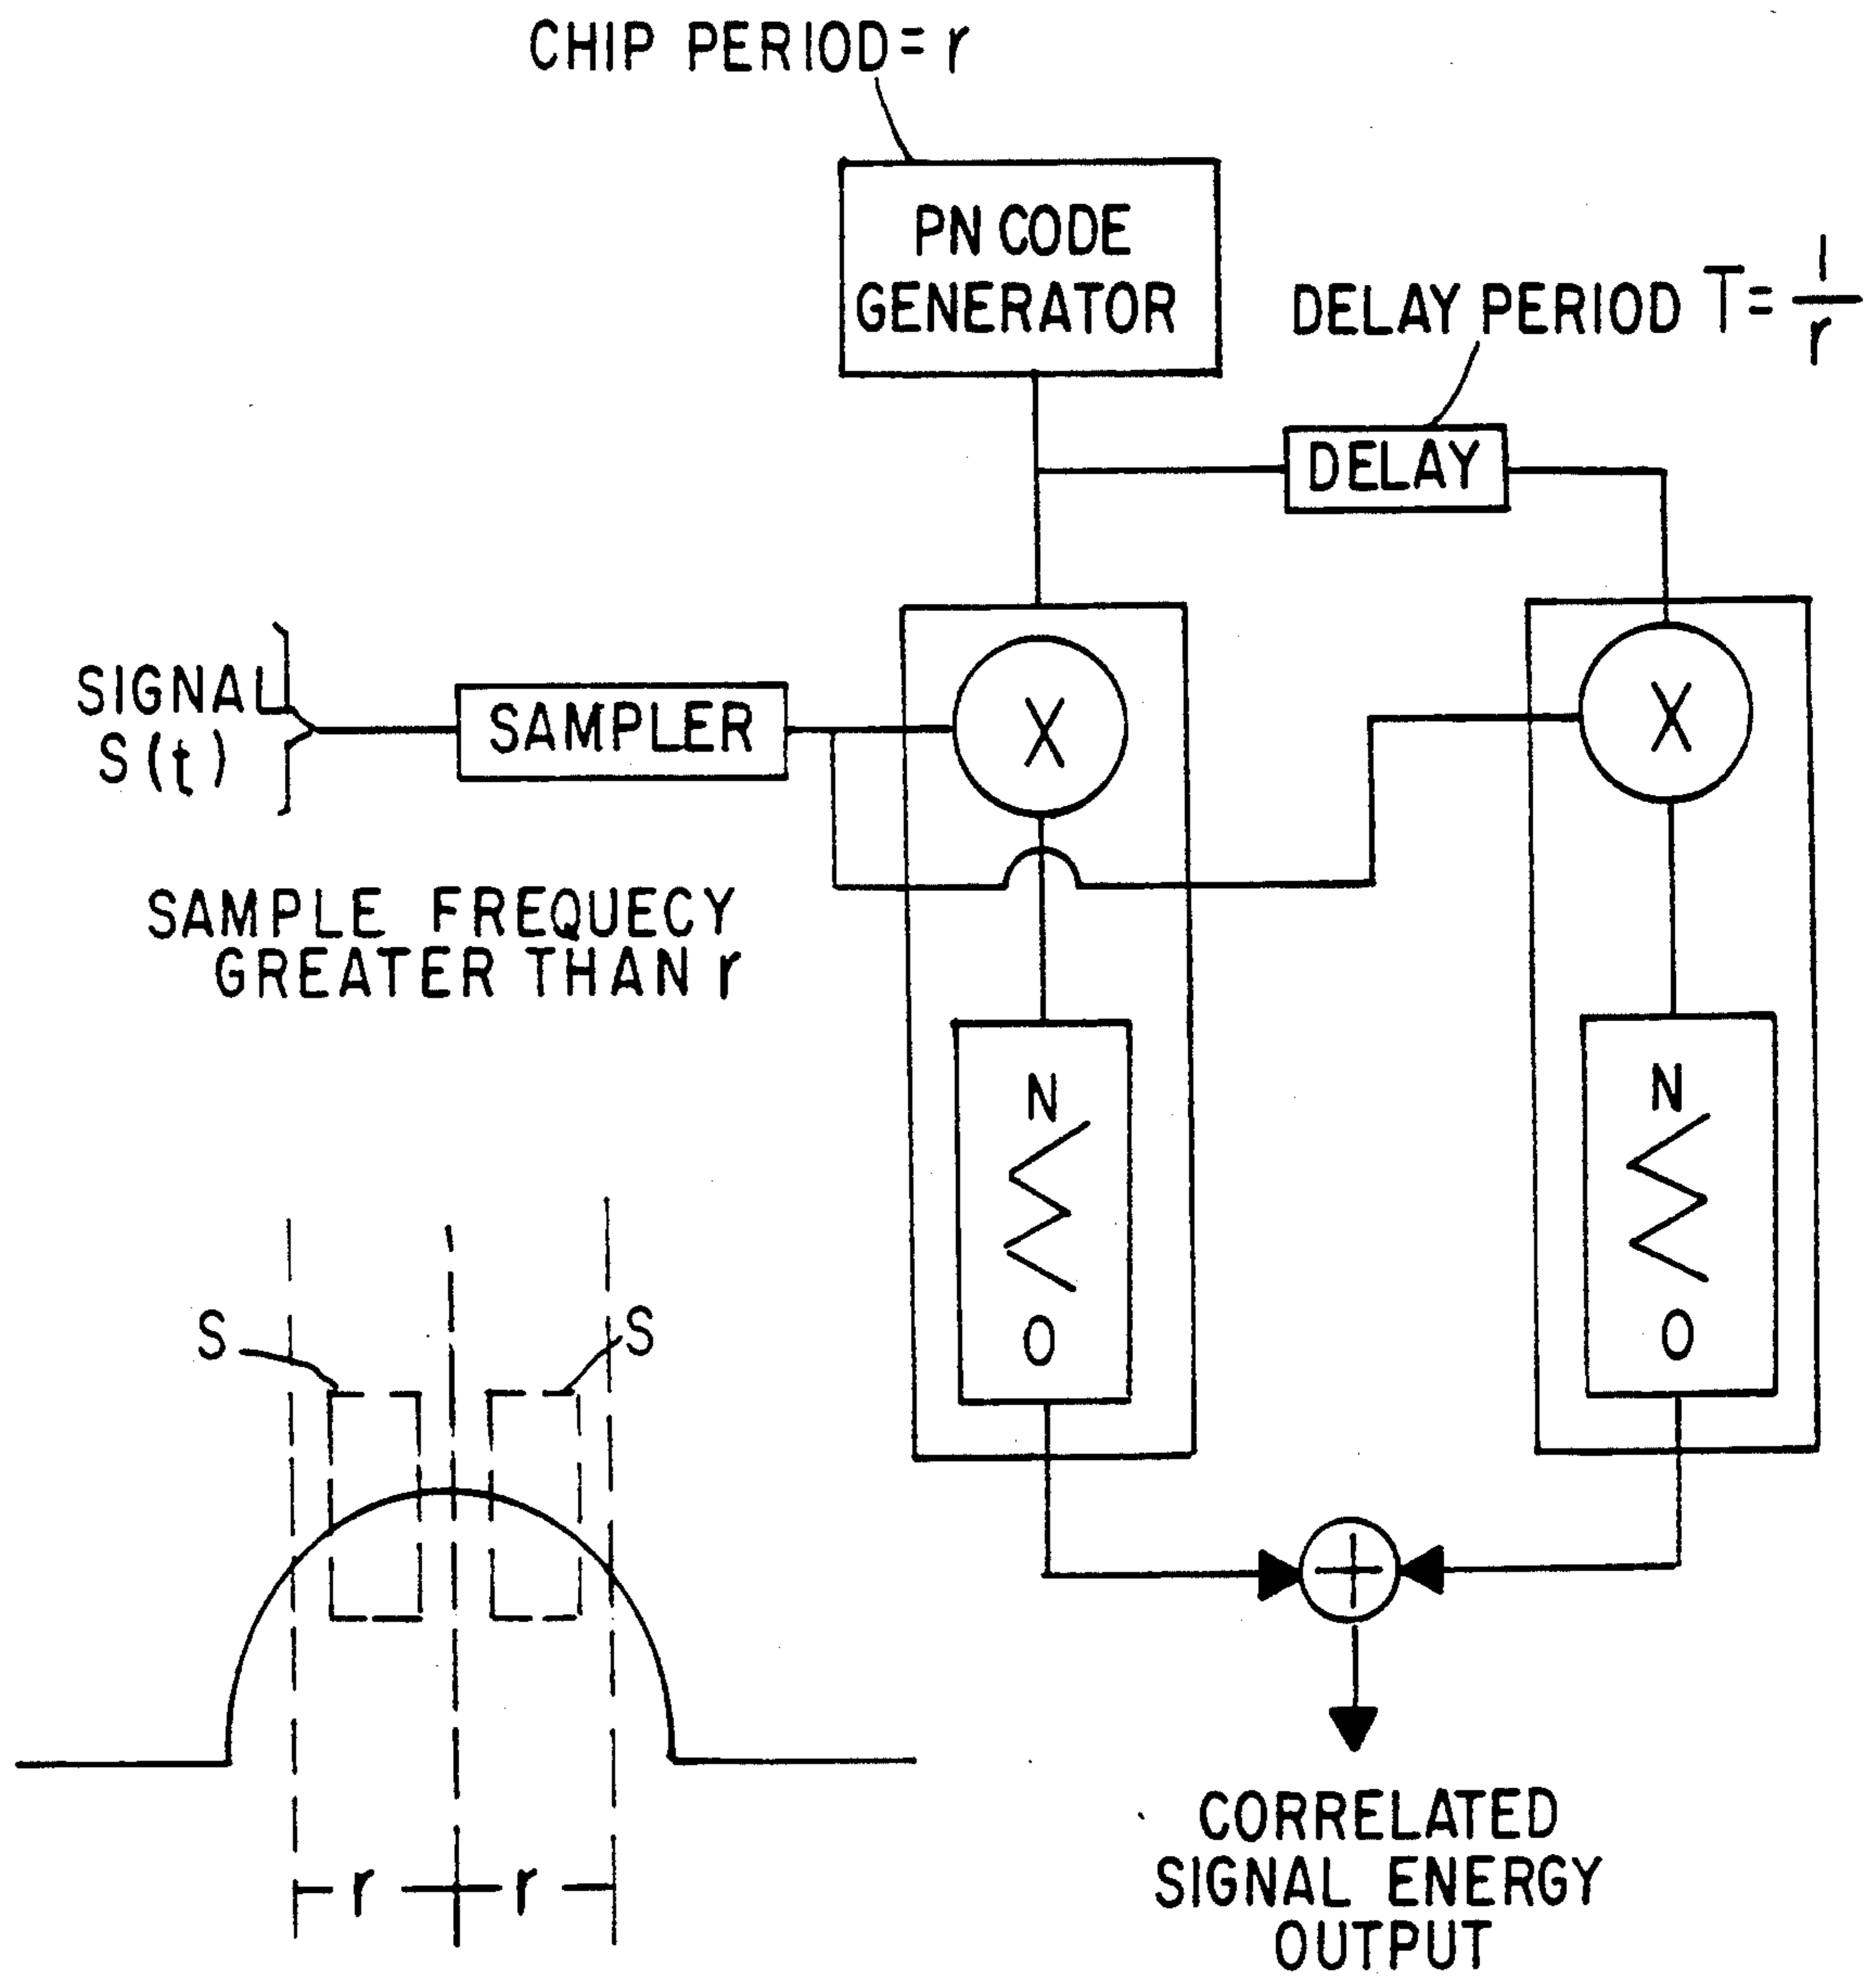 CHIP PERIOD = r
PN CODE
GENERATOR
DELAY PERIOD T = 1/r
DELAY
SIGNAL
S(t)
SAMPLER
X
X
SAMPLE FREQUECY
GREATER THAN r
N
Σ
O
N
Σ
O
S
S
+
r
r
CORRELATED
SIGNAL ENERGY
OUTPUT